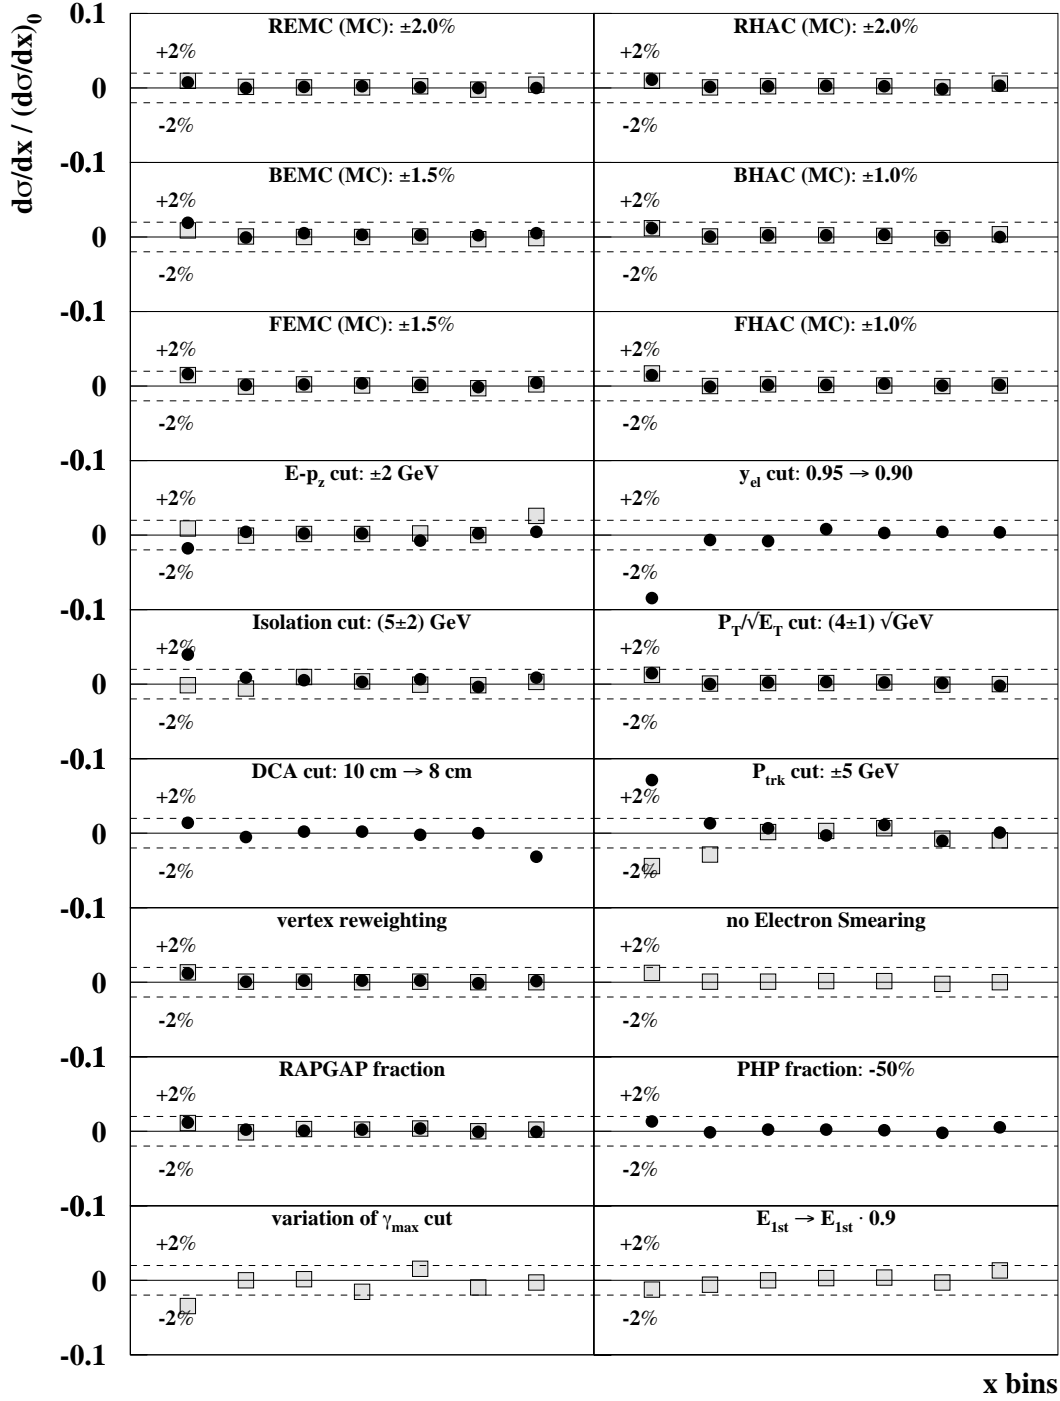 dσ/dx / (dσ/dx)₀
0.1
REMC (MC): ±2.0%
RHAC (MC): ±2.0%
+2%
+2%
0
-2%
-2%
-0.1
BEMC (MC): ±1.5%
BHAC (MC): ±1.0%
+2%
+2%
0
-2%
-2%
-0.1
FEMC (MC): ±1.5%
FHAC (MC): ±1.0%
+2%
+2%
0
-2%
-2%
-0.1
E-p_z cut: ±2 GeV
y_el cut: 0.95 → 0.90
+2%
+2%
0
-2%
-2%
-0.1
Isolation cut: (5±2) GeV
P_T/√E_T cut: (4±1) √GeV
+2%
+2%
0
-2%
-2%
-0.1
DCA cut: 10 cm → 8 cm
P_trk cut: ±5 GeV
+2%
+2%
0
-2%
-2%
-0.1
vertex reweighting
no Electron Smearing
+2%
+2%
0
-2%
-2%
-0.1
RAPGAP fraction
PHP fraction: -50%
+2%
+2%
0
-2%
-2%
-0.1
variation of γ_max cut
E_1st → E_1st · 0.9
+2%
+2%
0
-2%
-2%
-0.1
x bins